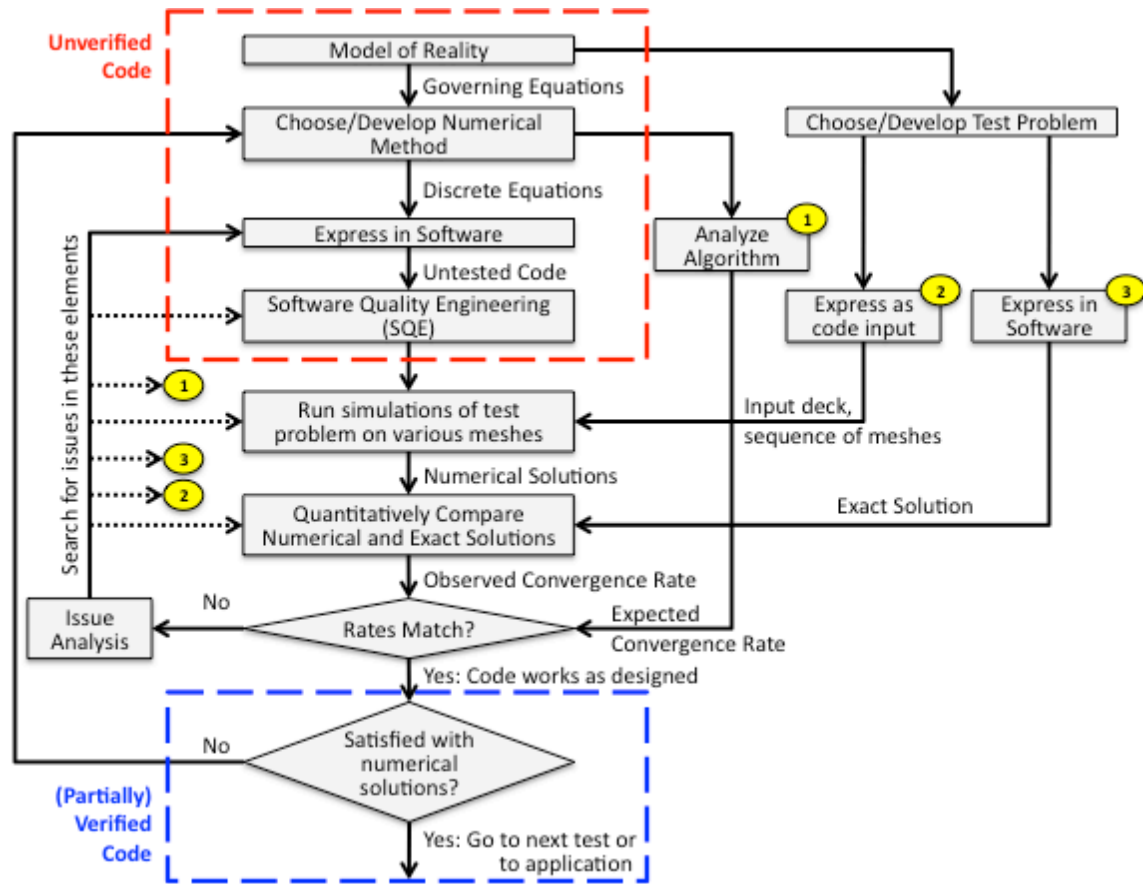 Unverified
Code
Model of Reality
Governing Equations
Choose/Develop Numerical
Method
Choose/Develop Test Problem
Discrete Equations
Express in Software
Untested Code
Software Quality Engineering
(SQE)
1
Analyze
Algorithm
2
Express as
code input
3
Express in
Software
Search for issues in these elements
1
3
2
Run simulations of test
problem on various meshes
Input deck,
sequence of meshes
Numerical Solutions
Quantitatively Compare
Numerical and Exact Solutions
Exact Solution
Observed Convergence Rate
No
Issue
Analysis
Rates Match?
Expected
Convergence Rate
Yes: Code works as designed
No
Satisfied with
numerical
solutions?
(Partially)
Verified
Code
Yes: Go to next test or
to application